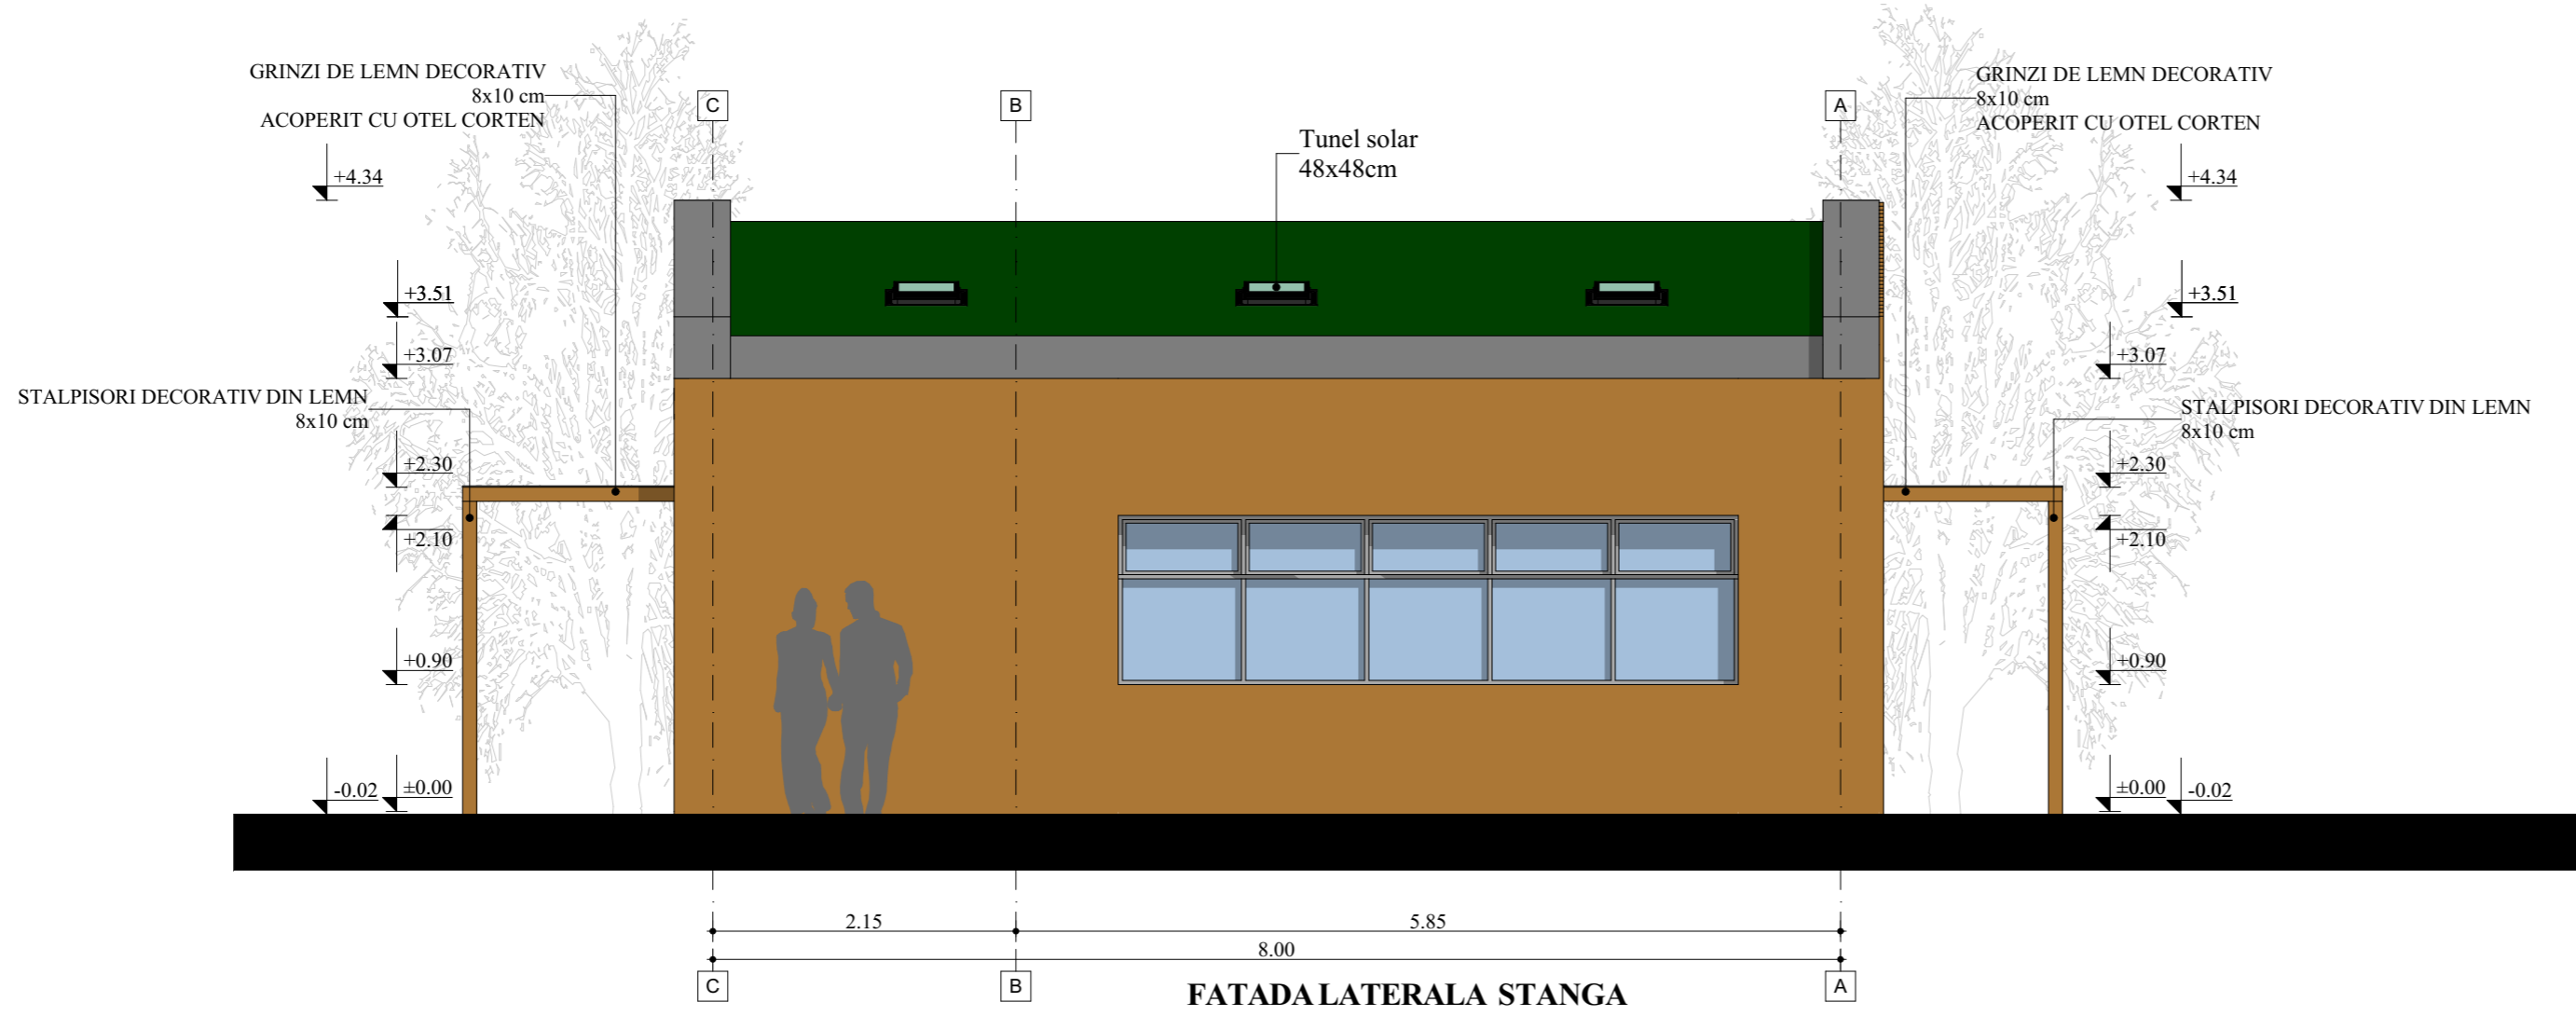 GRINZI DE LEMN DECORATIV
8x10 cm
ACOPERIT CU OTEL CORTEN
GRINZI DE LEMN DECORATIV
8x10 cm
ACOPERIT CU OTEL CORTEN
C
B
A
Tunel solar
48x48cm
+4.34
+4.34
+3.51
+3.51
+3.07
+3.07
STALPISORI DECORATIV DIN LEMN
8x10 cm
STALPISORI DECORATIV DIN LEMN
8x10 cm
+2.30
+2.30
+2.10
+2.10
+0.90
+0.90
-0.02
±0.00
±0.00
-0.02
2.15
5.85
8.00
C
B
A
FATADA LATERALA STANGA